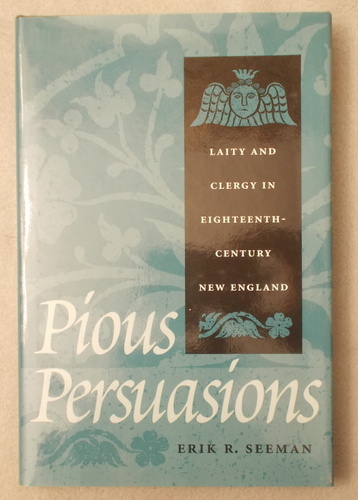 LAITY AND
CLERGY IN
EIGHTEENTH-
CENTURY
NEW ENGLAND
Pious
Persuasions
ERIK R. SEEMAN